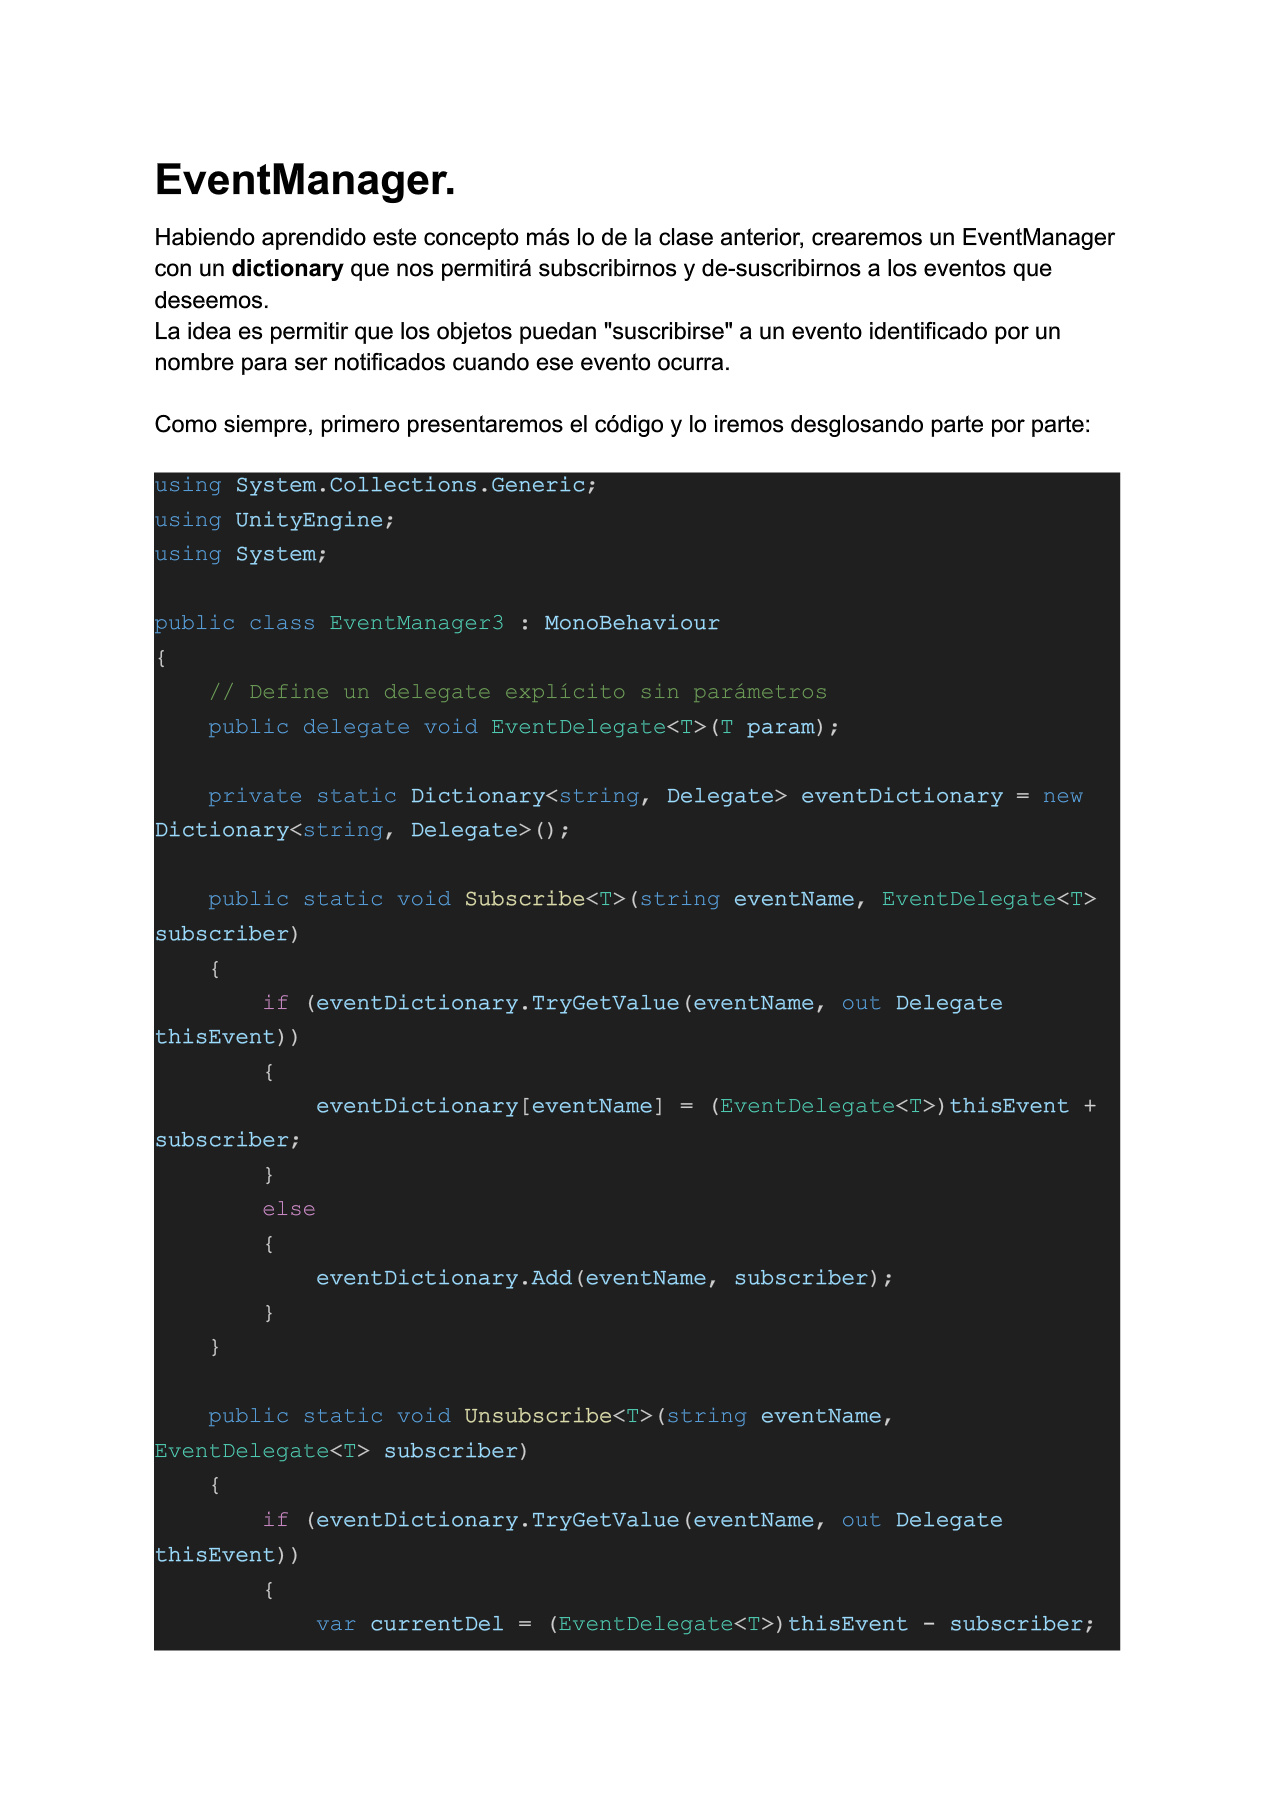 EventManager.
Habiendo aprendido este concepto más lo de la clase anterior, crearemos un EventManager
con un dictionary que nos permitirá subscribirnos y de-suscribirnos a los eventos que
deseemos.
La idea es permitir que los objetos puedan "suscribirse" a un evento identificado por un
nombre para ser notificados cuando ese evento ocurra.

Como siempre, primero presentaremos el código y lo iremos desglosando parte por parte:

using System.Collections.Generic;
using UnityEngine;
using System;

public class EventManager3 : MonoBehaviour
{
    // Define un delegate explícito sin parámetros
    public delegate void EventDelegate<T>(T param);

    private static Dictionary<string, Delegate> eventDictionary = new
Dictionary<string, Delegate>();

    public static void Subscribe<T>(string eventName, EventDelegate<T>
subscriber)
    {
        if (eventDictionary.TryGetValue(eventName, out Delegate
thisEvent))
        {
            eventDictionary[eventName] = (EventDelegate<T>)thisEvent +
subscriber;
        }
        else
        {
            eventDictionary.Add(eventName, subscriber);
        }
    }

    public static void Unsubscribe<T>(string eventName,
EventDelegate<T> subscriber)
    {
        if (eventDictionary.TryGetValue(eventName, out Delegate
thisEvent))
        {
            var currentDel = (EventDelegate<T>)thisEvent - subscriber;